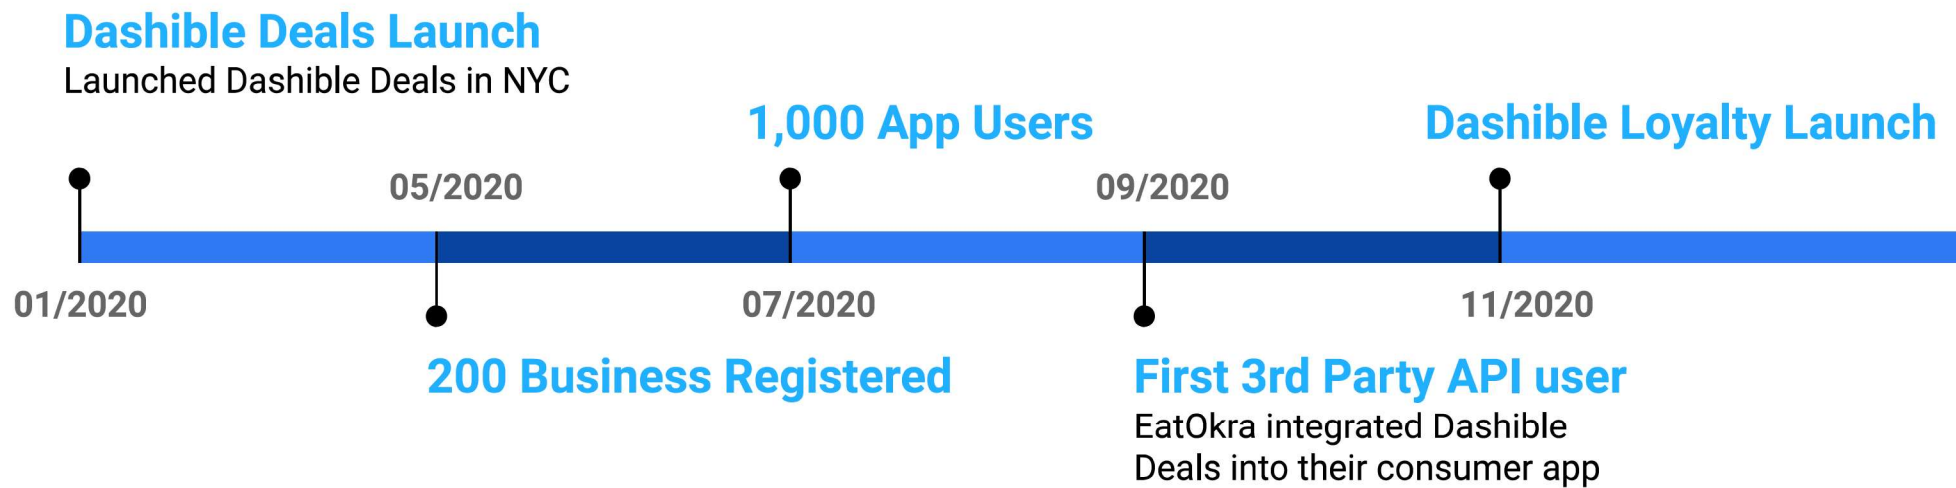 Dashible Deals Launch
Launched Dashible Deals in NYC
1,000 App Users
Dashible Loyalty Launch
05/2020
09/2020
01/2020
07/2020
11/2020
200 Business Registered
First 3rd Party API user
EatOkra integrated Dashible
Deals into their consumer app